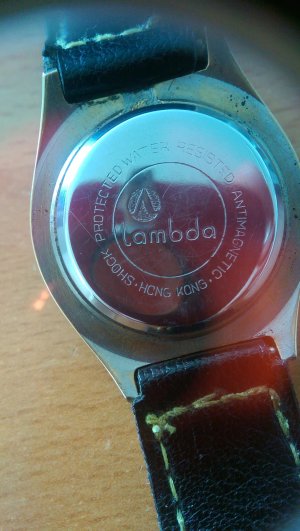 SHOCK PROTECTED WATER RESISTED ANTIMAGNETIC · HONG KONG ·
lambda